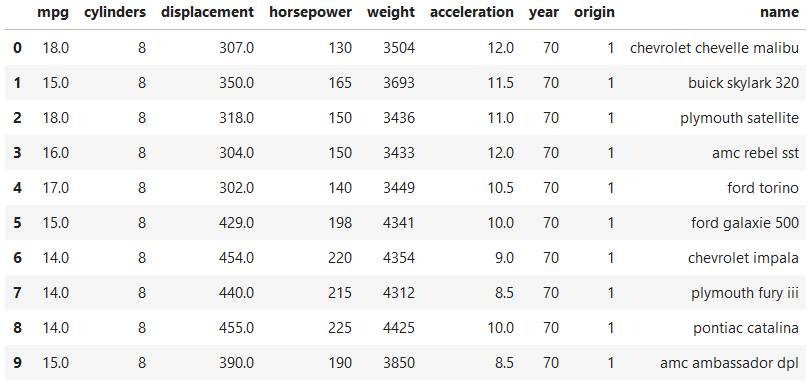 mpg cylinders displacement horsepower weight acceleration year origin name
0 18.0 8 307.0 130 3504 12.0 70 1 chevrolet chevelle malibu
1 15.0 8 350.0 165 3693 11.5 70 1 buick skylark 320
2 18.0 8 318.0 150 3436 11.0 70 1 plymouth satellite
3 16.0 8 304.0 150 3433 12.0 70 1 amc rebel sst
4 17.0 8 302.0 140 3449 10.5 70 1 ford torino
5 15.0 8 429.0 198 4341 10.0 70 1 ford galaxie 500
6 14.0 8 454.0 220 4354 9.0 70 1 chevrolet impala
7 14.0 8 440.0 215 4312 8.5 70 1 plymouth fury iii
8 14.0 8 455.0 225 4425 10.0 70 1 pontiac catalina
9 15.0 8 390.0 190 3850 8.5 70 1 amc ambassador dpl